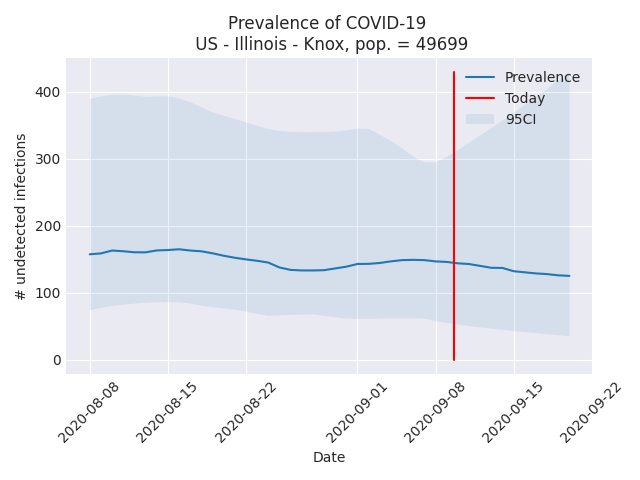 Prevalence of COVID-19
US - Illinois - Knox, pop. = 49699
Prevalence
Today
95CI
400
300
200
100
0
# undetected infections
2020-08-08
2020-08-15
2020-08-22
2020-09-01
2020-09-08
2020-09-15
2020-09-22
Date